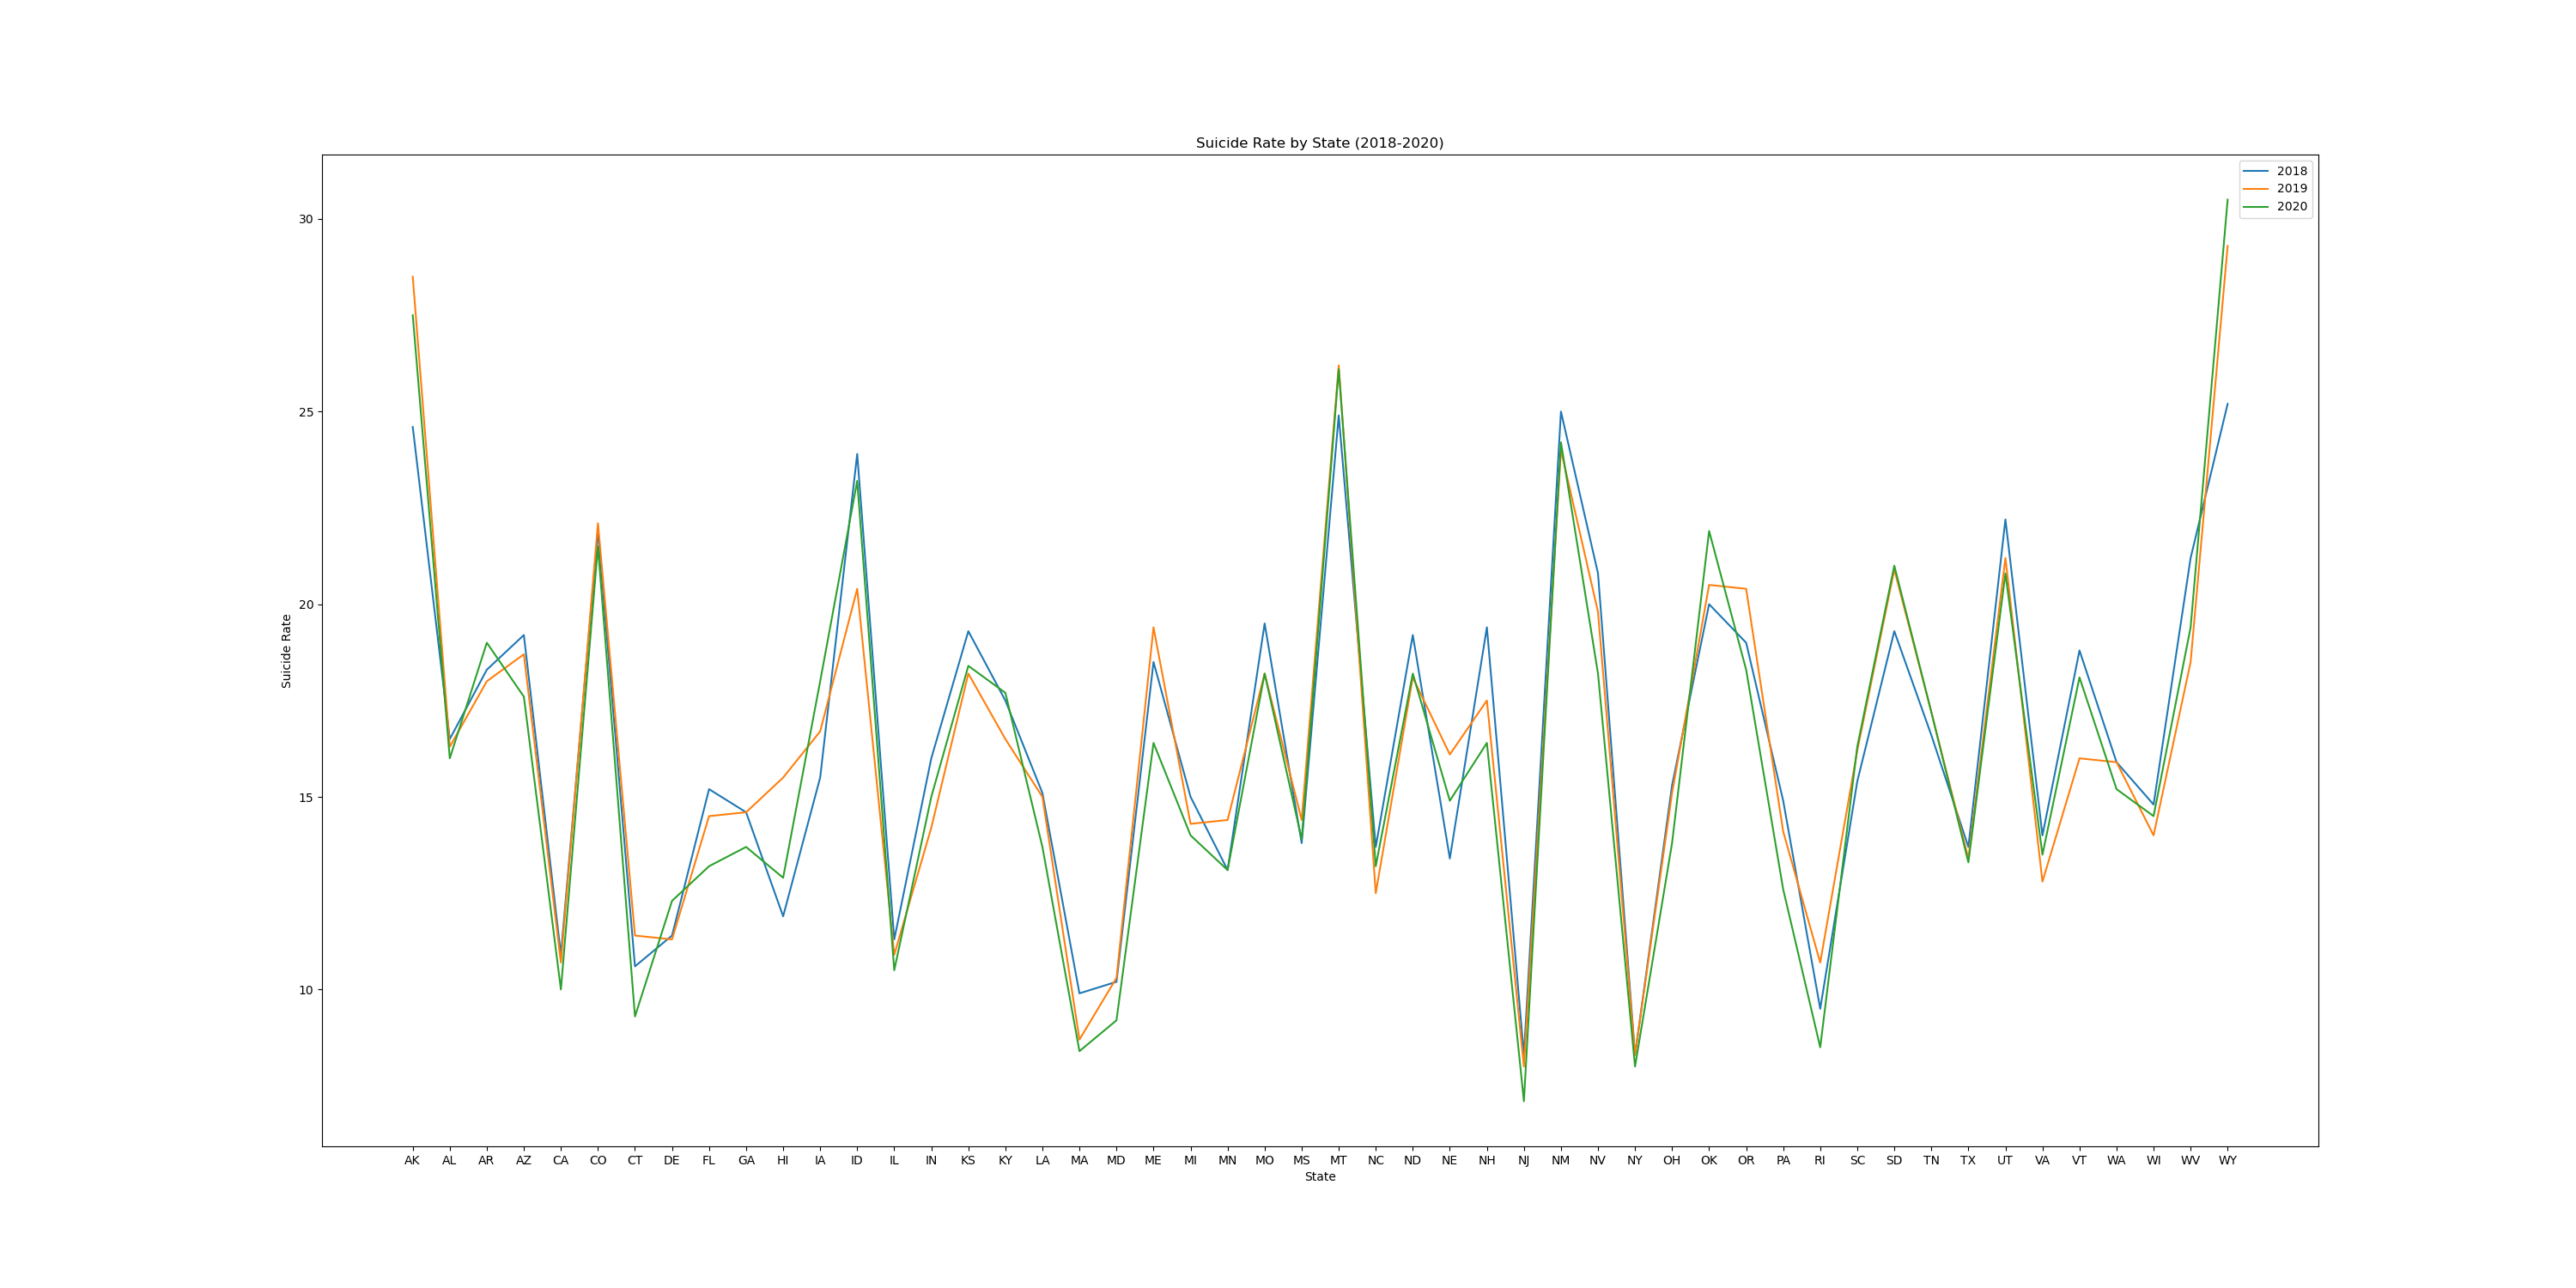 Suicide Rate by State (2018-2020)
2018
2019
2020
30
25
20
15
10
Suicide Rate
AK AL AR AZ CA CO CT DE FL GA HI IA ID IL IN KS KY LA MA MD ME MI MN MO MS MT NC ND NE NH NJ NM NV NY OH OK OR PA RI SC SD TN TX UT VA VT WA WI WV WY
State